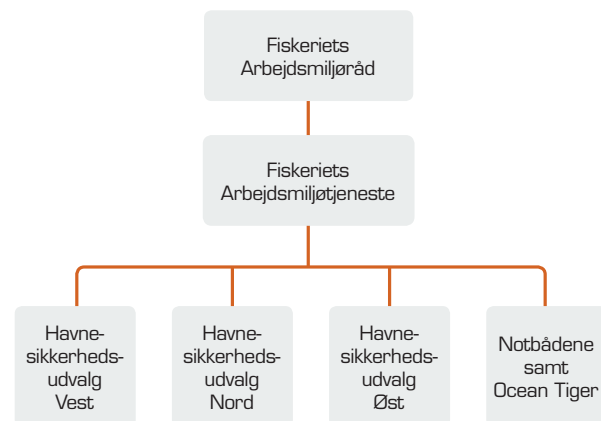 Fiskeriets
Arbejdsmiljøråd
Fiskeriets
Arbejdsmiljøtjeneste
Havne-
sikkerheds-
udvalg
Vest
Havne-
sikkerheds-
udvalg
Nord
Havne-
sikkerheds-
udvalg
Øst
Notbådene
samt
Ocean Tiger